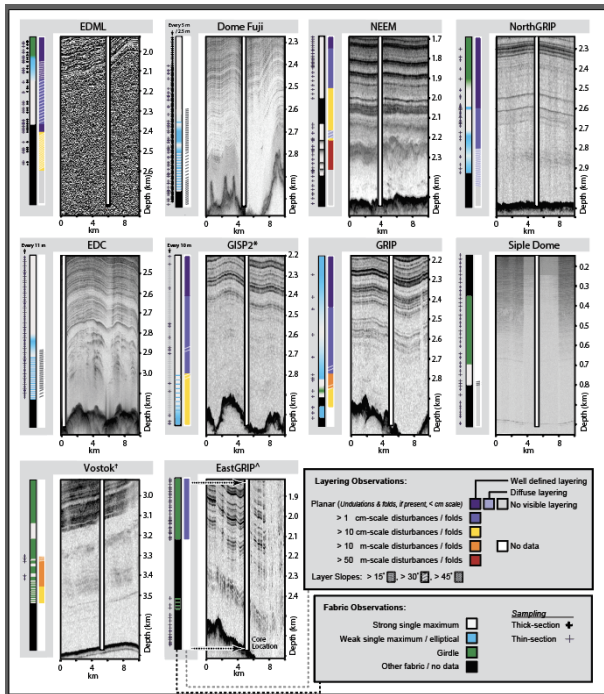 EDML
Every 5 m
/ 2.5 m
2.0
2.1
2.2
2.3
2.4
2.5
2.6
Depth (km)
0 4 8
km
Dome Fuji
2.3
2.4
2.5
2.6
2.7
2.8
2.9
Depth (km)
0 4 8
km
NEEM
1.7
1.8
1.9
2.0
2.1
2.2
2.3
Depth (km)
0 4 8
km
NorthGRIP
2.3
2.4
2.5
2.6
2.7
2.8
2.9
Depth (km)
0 4 8
km
EDC
Every 11 m
2.5
2.6
2.7
2.8
2.9
3.0
Depth (km)
0 4 8
km
GISP2*
Every 10 m
2.2
2.3
2.4
2.5
2.6
2.7
2.8
Depth (km)
0 4 8
km
GRIP
2.2
2.3
2.4
2.5
2.6
2.7
2.8
Depth (km)
0 4 8
km
Siple Dome
0.2
0.3
0.4
0.5
0.6
0.7
0.8
Depth (km)
0 4 8
km
Vostok†
3.0
3.1
3.2
3.3
3.4
3.5
Depth (km)
0 4 8
km
EastGRIP^
1.9
2.0
2.1
2.2
2.3
2.4
Depth (km)
Core
Location
0 4 8
km
Layering Observations:
Well defined layering
Diffuse layering
No visible layering
Planar (Undulations & folds, if present, < cm scale)
> 1 cm-scale disturbances / folds
> 10 cm-scale disturbances / folds
> 10 m-scale disturbances / folds
> 50 m-scale disturbances / folds
No data
Layer Slopes: > 15° , > 30° , > 45°
Fabric Observations:
Sampling
Strong single maximum
Thick-section
Weak single maximum / elliptical
Thin-section
Girdle
Other fabric / no data